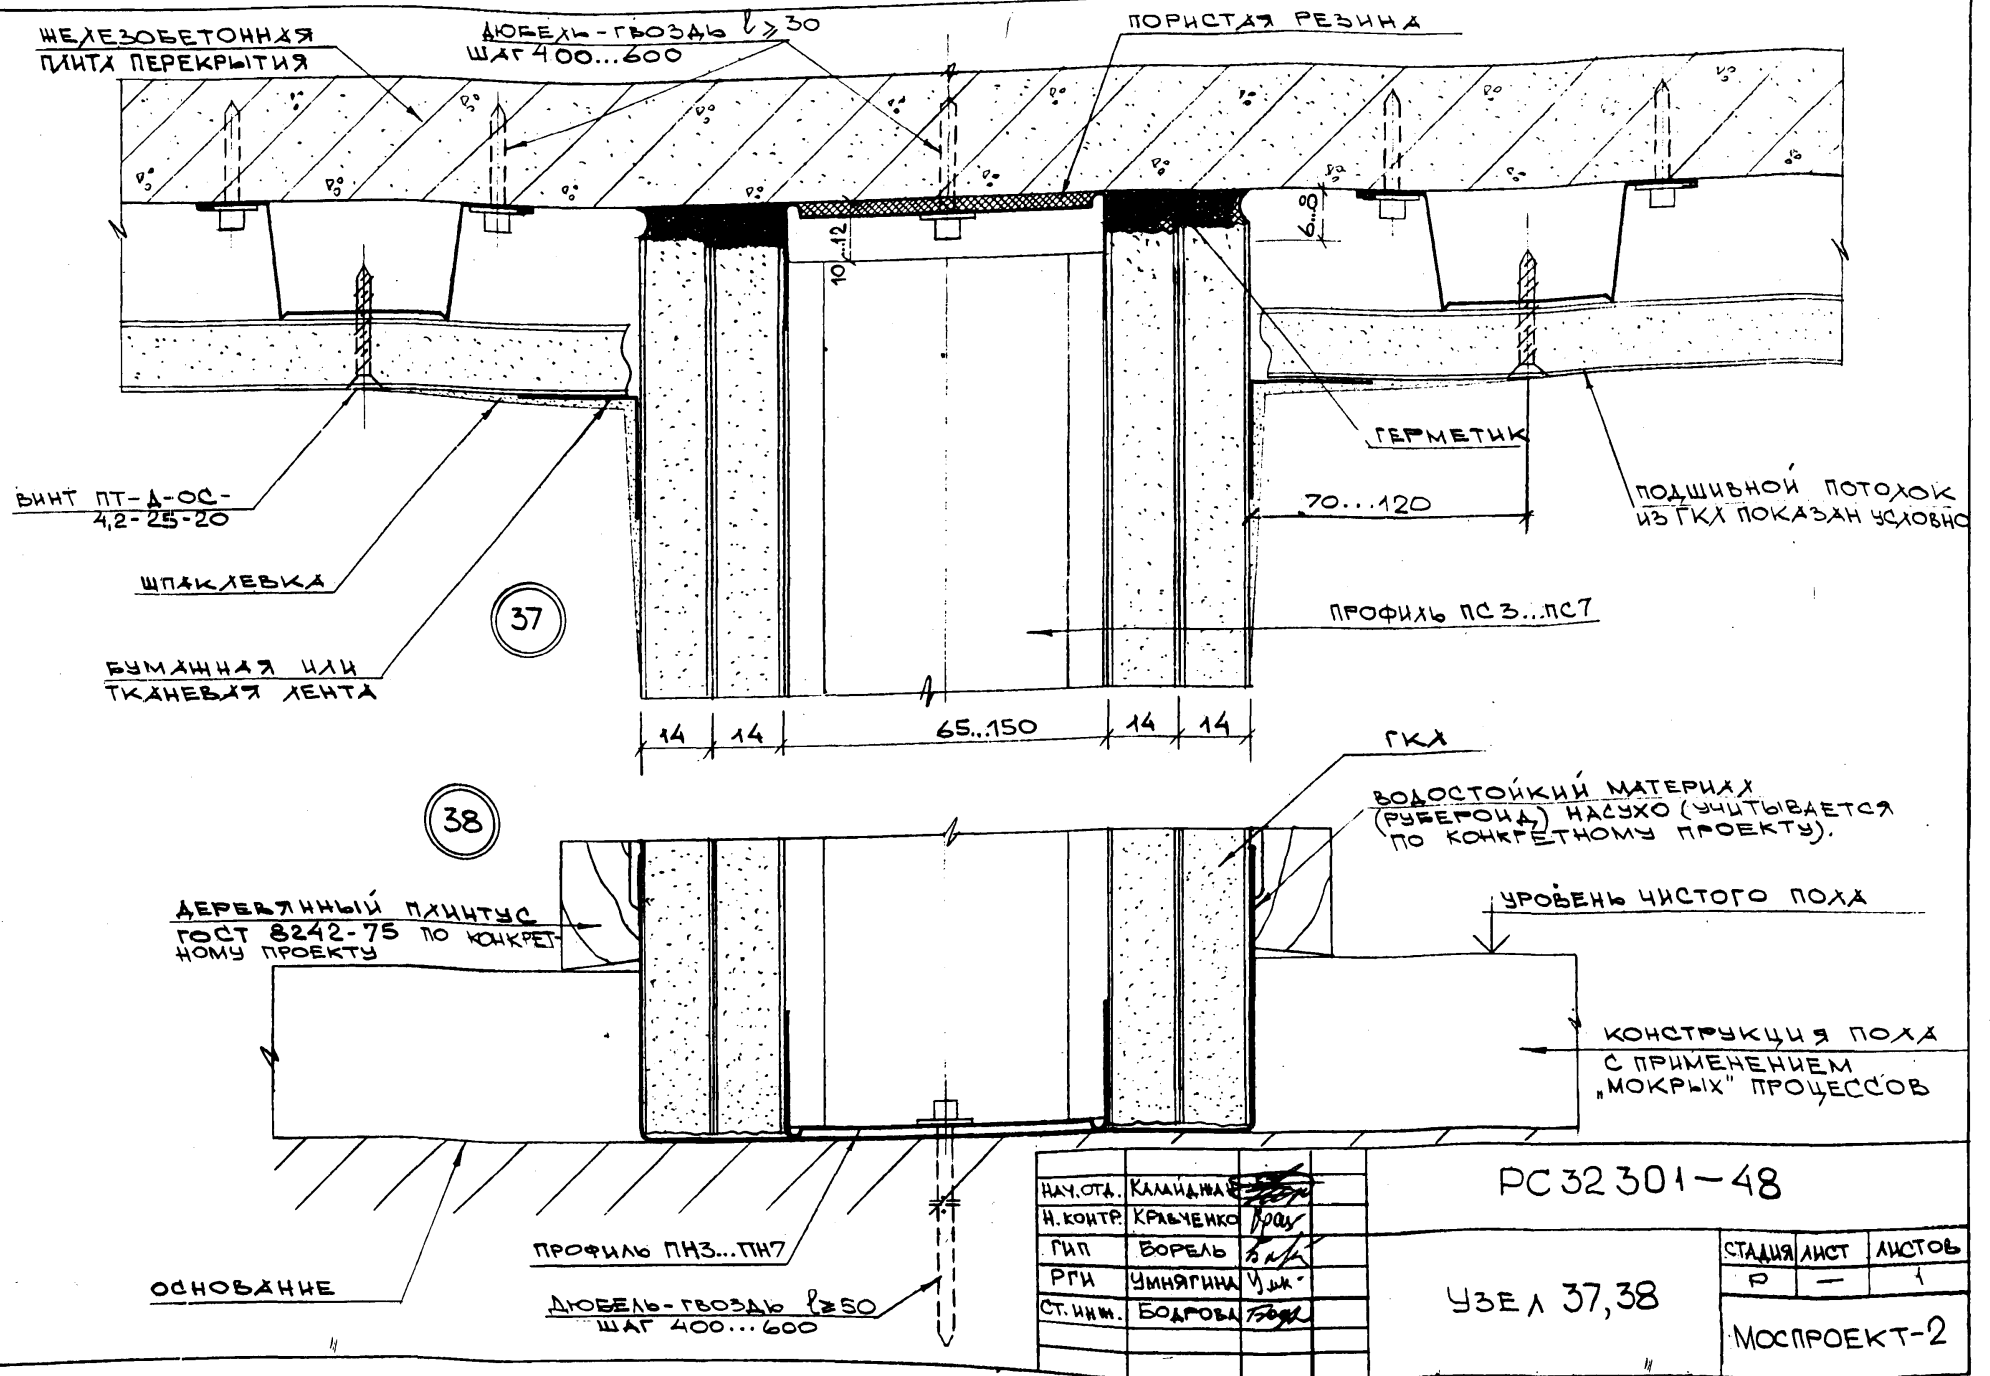 ЖЕЛЕЗОБЕТОННАЯ
ПЛИТА ПЕРЕКРЫТИЯ
ДЮБЕЛЬ-ГВОЗДЬ ℓ ≥ 30
ШАГ 400...600
ПОРИСТАЯ РЕЗИНА
10...12
6...8
ГЕРМЕТИК
70...120
ВИНТ ПТ-Д-ОС-
4,2-25-20
ПОДШИВНОЙ ПОТОЛОК
ИЗ ГКЛ ПОКАЗАН УСЛОВНО
ШПАКЛЕВКА
37
ПРОФИЛЬ ПС3...ПС7
БУМАЖНАЯ ИЛИ
ТКАНЕВАЯ ЛЕНТА
14 14 65...150 14 14
ГКЛ
38
ВОДОСТОЙКИЙ МАТЕРИАЛ
(РУБЕРОИД) НАСУХО (УЧИТЫВАЕТСЯ
ПО КОНКРЕТНОМУ ПРОЕКТУ).
ДЕРЕВЯННЫЙ ПЛИНТУС
ГОСТ 8242-75 ПО КОНКРЕТ-
НОМУ ПРОЕКТУ
УРОВЕНЬ ЧИСТОГО ПОЛА
КОНСТРУКЦИЯ ПОЛА
С ПРИМЕНЕНИЕМ
„МОКРЫХ" ПРОЦЕССОВ
ПРОФИЛЬ ПН3...ПН7
ОСНОВАНИЕ
ДЮБЕЛЬ-ГВОЗДЬ ℓ ≥ 50
ШАГ 400...600
НАЧ.ОТД. КАЛАЙДЖАН
Н.КОНТР. КРАВЧЕНКО
ГИП БОРЕЛЬ
РГИ УМНЯГИНА
СТ.ИНЖ. БОДРОВА
РС32301-48
УЗЕЛ 37,38
СТАДИЯ ЛИСТ ЛИСТОВ
Р — 1
МОСПРОЕКТ-2